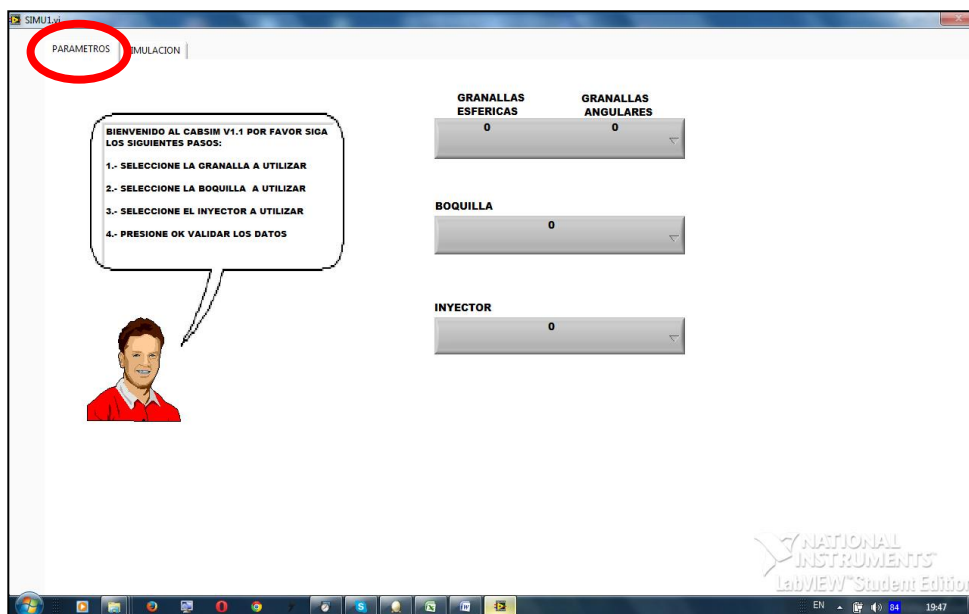 SIMU1.vi
PARAMETROS
SIMULACION
GRANALLAS GRANALLAS
ESFERICAS ANGULARES
0 0
BIENVENIDO AL CABSIM V1.1 POR FAVOR SIGA
LOS SIGUIENTES PASOS:
1.- SELECCIONE LA GRANALLA A UTILIZAR
2.- SELECCIONE LA BOQUILLA A UTILIZAR
3.- SELECCIONE EL INYECTOR A UTILIZAR
4.- PRESIONE OK VALIDAR LOS DATOS
BOQUILLA
0
INYECTOR
0
NATIONAL
INSTRUMENTS
LabVIEW Student Edition
EN 84 19:47